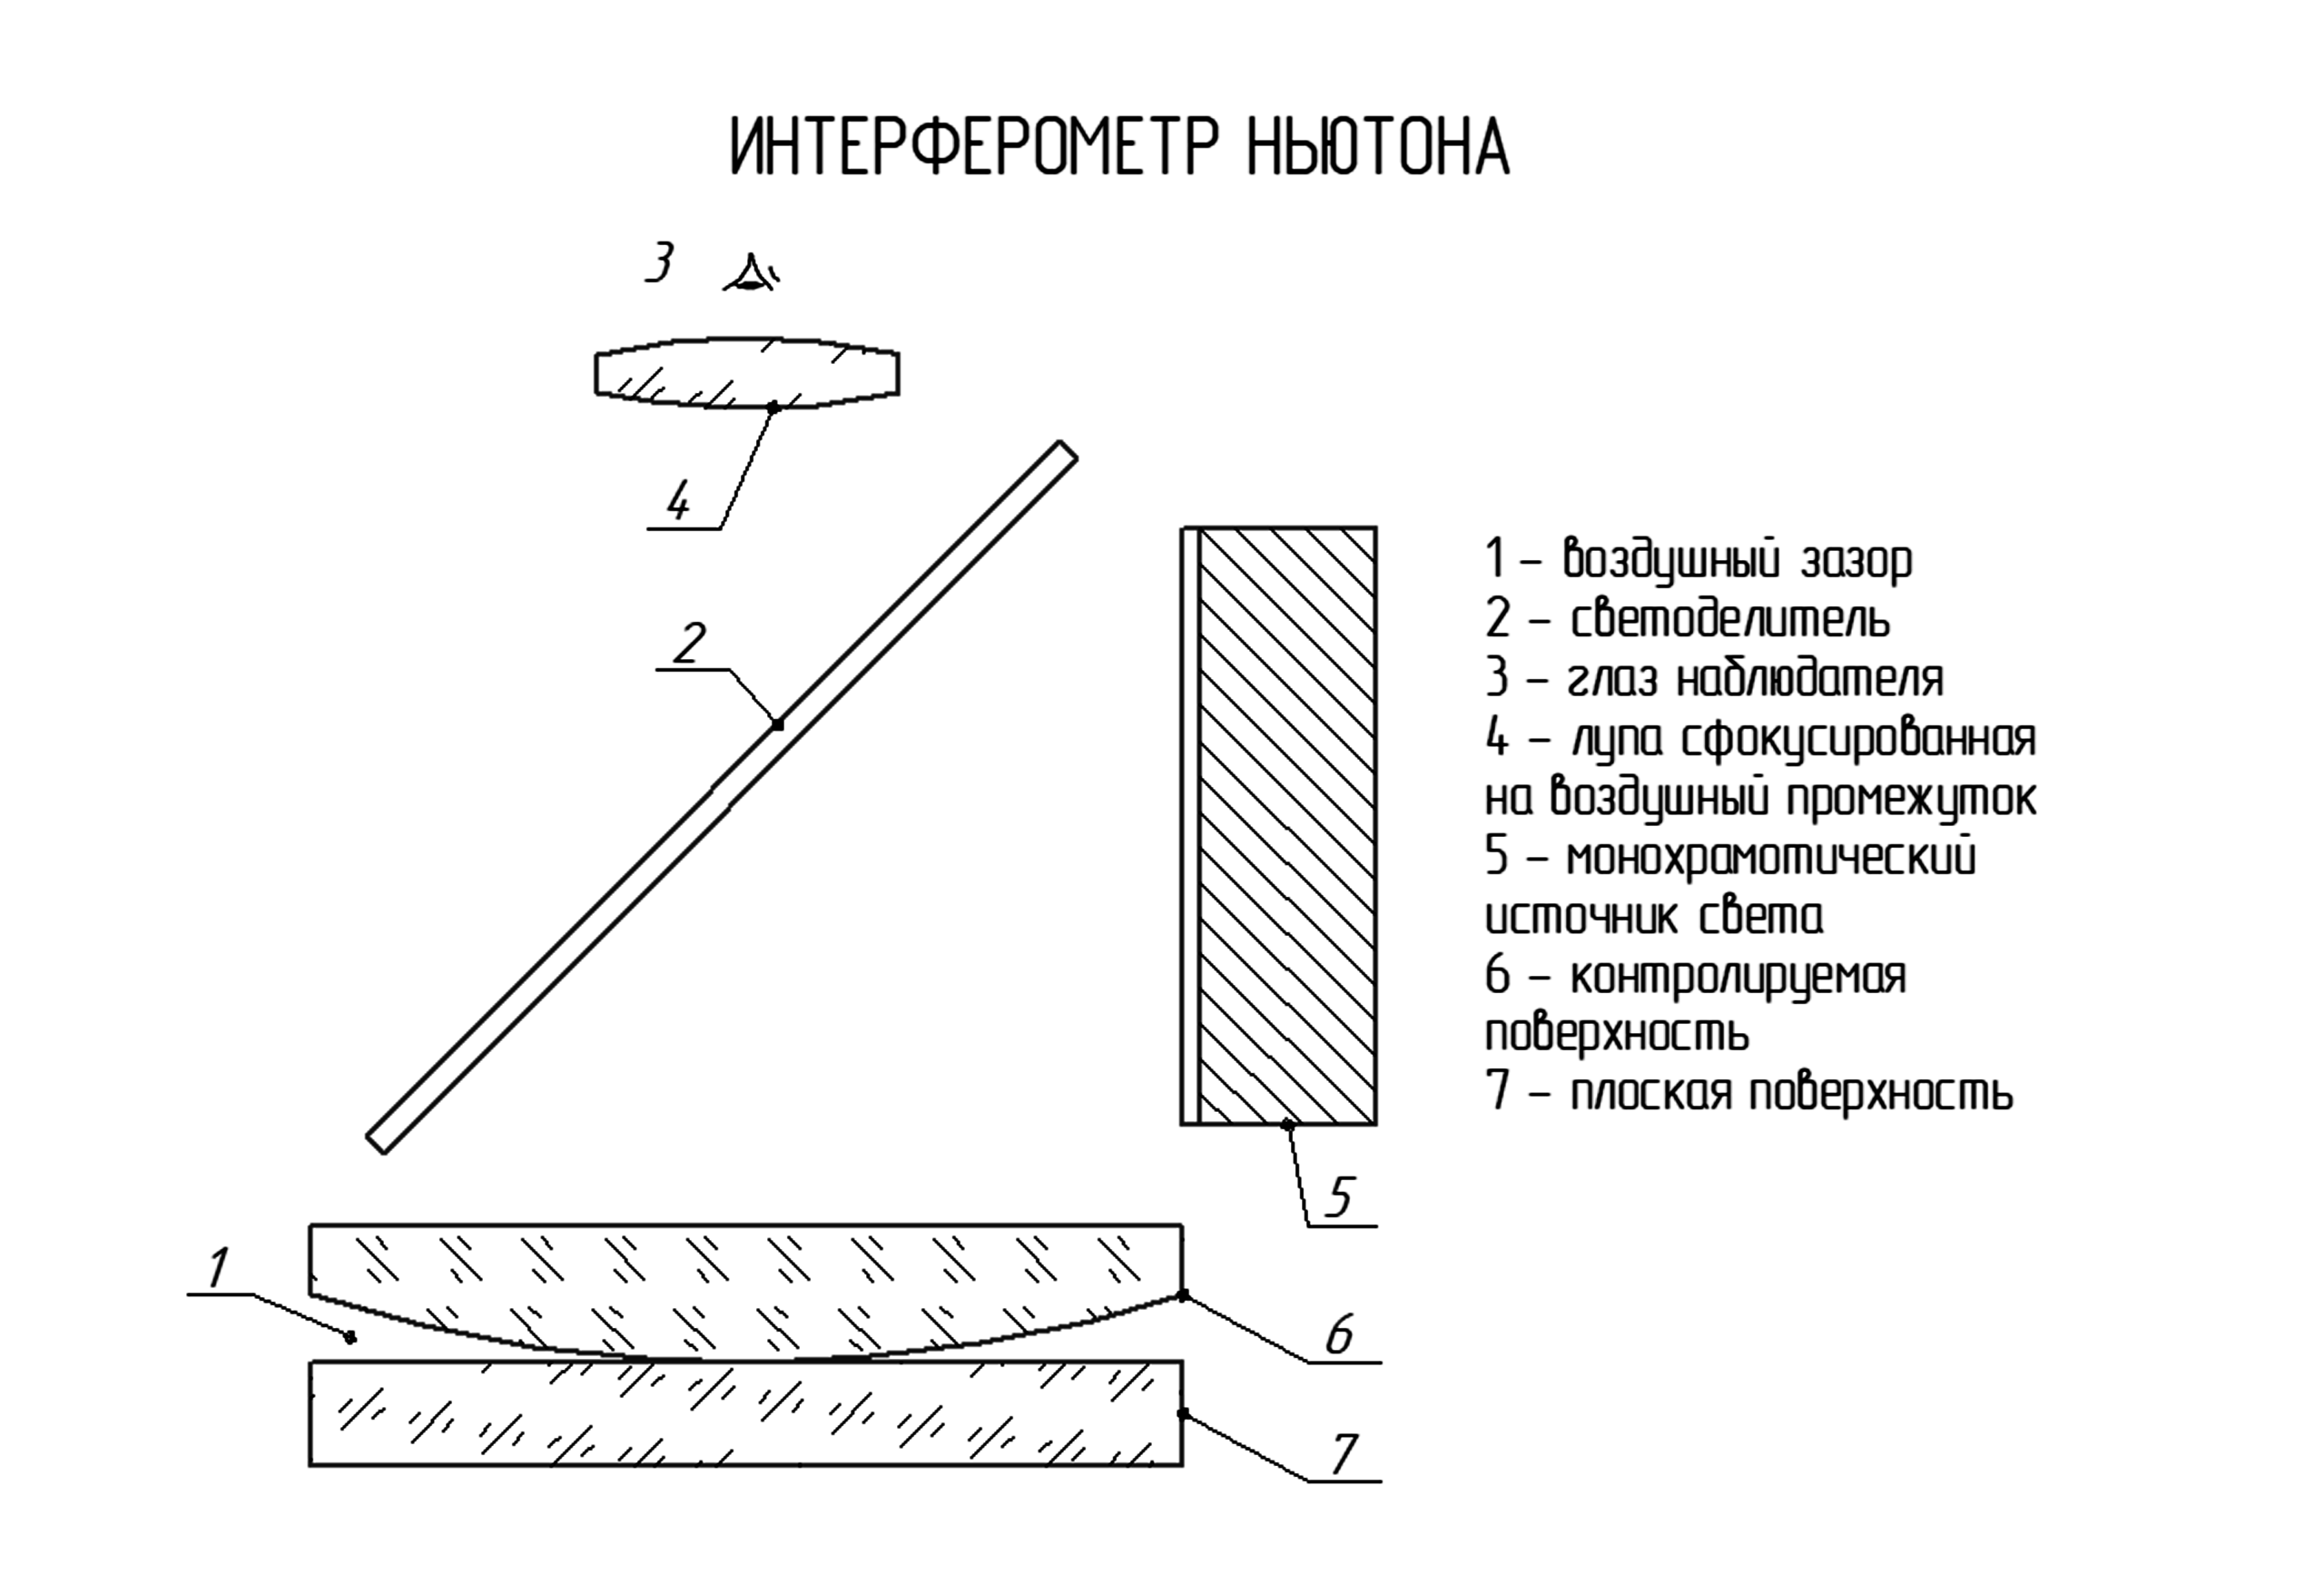 ИНТЕРФЕРОМЕТР НЬЮТОНА
3
4
2
1 – воздушный зазор
2 – светоделитель
3 – глаз наблюдателя
4 – лупа сфокусированная
на воздушный промежуток
5 – монохрамотический
источник света
6 – контролируемая
поверхность
7 – плоская поверхность
5
1
6
7